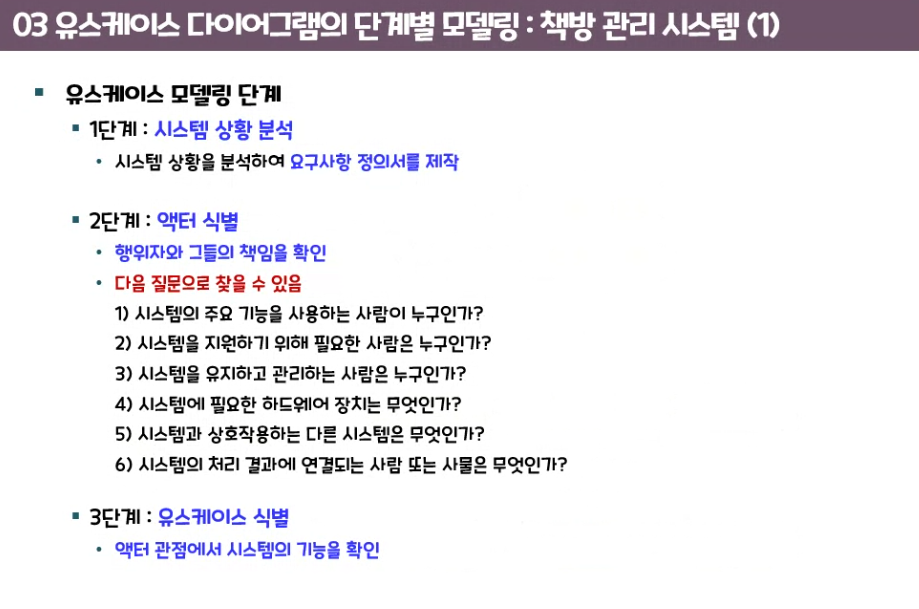 03 유스케이스 다이어그램의 단계별 모델링 : 책방 관리 시스템 (1)
▪ 유스케이스 모델링 단계
▪ 1단계 : 시스템 상황 분석
• 시스템 상황을 분석하여 요구사항 정의서를 제작
▪ 2단계 : 액터 식별
• 행위자와 그들의 책임을 확인
• 다음 질문으로 찾을 수 있음
1) 시스템의 주요 기능을 사용하는 사람이 누구인가?
2) 시스템을 지원하기 위해 필요한 사람은 누구인가?
3) 시스템을 유지하고 관리하는 사람은 누구인가?
4) 시스템에 필요한 하드웨어 장치는 무엇인가?
5) 시스템과 상호작용하는 다른 시스템은 무엇인가?
6) 시스템의 처리 결과에 연결되는 사람 또는 사물은 무엇인가?
▪ 3단계 : 유스케이스 식별
• 액터 관점에서 시스템의 기능을 확인